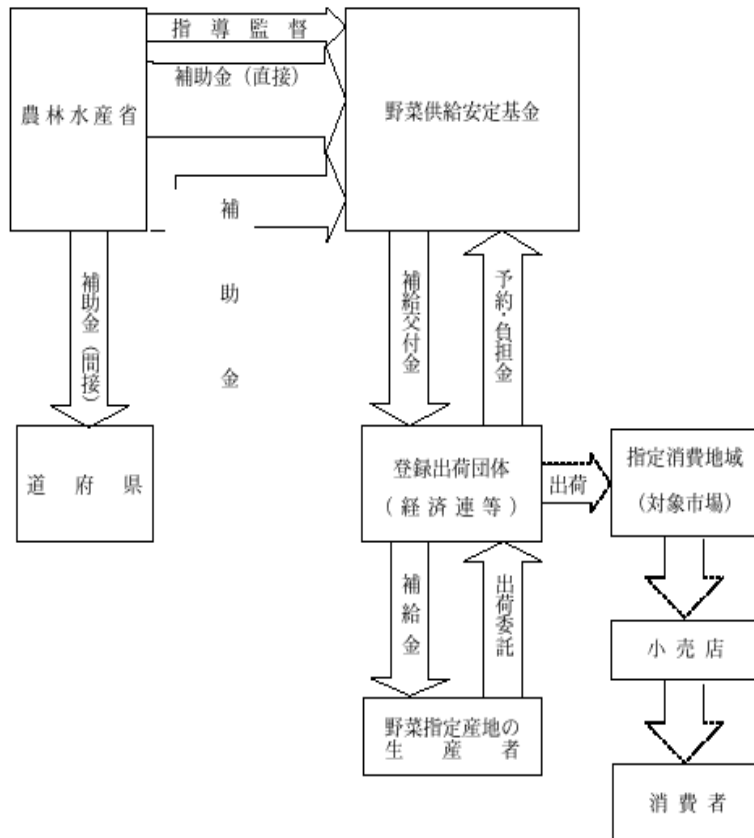 指導監督
補助金（直接）
農林水産省
野菜供給安定基金
補助金
補助金（間接）
補給交付金
予約・負担金
道府県
登録出荷団体
（経済連等）
出荷
指定消費地域
（対象市場）
補給金
出荷委託
小売店
野菜指定産地の
生産者
消費者